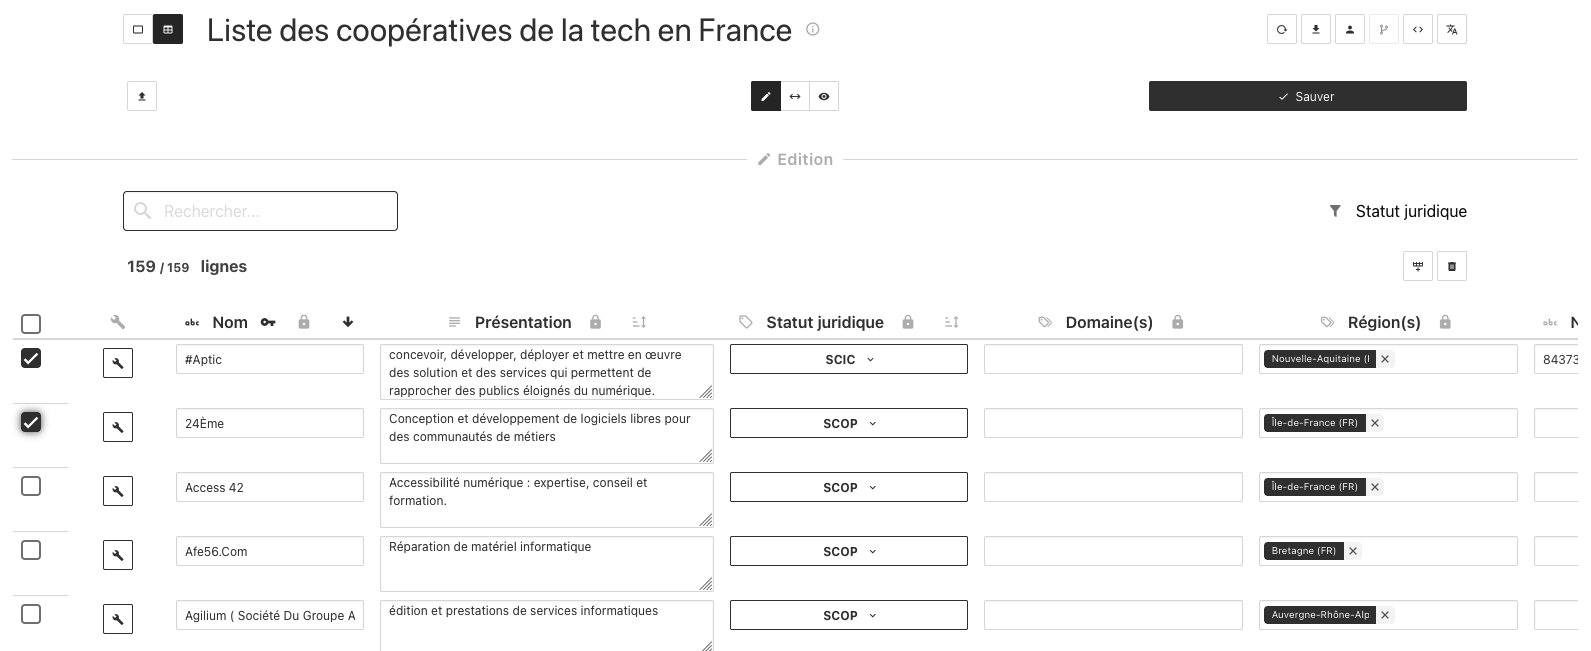 Liste des coopératives de la tech en France
Sauver
Edition
Rechercher...
Statut juridique
159 / 159 lignes
abc Nom Présentation Statut juridique Domaine(s) Région(s) abc N
#Aptic
concevoir, développer, déployer et mettre en œuvre
des solution et des services qui permettent de
rapprocher des publics éloignés du numérique.
SCIC
Nouvelle-Aquitaine (
84373
24Ème
Conception et développement de logiciels libres pour
des communautés de métiers
SCOP
Île-de-France (FR)
Access 42
Accessibilité numérique : expertise, conseil et
formation.
SCOP
Île-de-France (FR)
Afe56.Com
Réparation de matériel informatique
SCOP
Bretagne (FR)
Agilium ( Société Du Groupe A
édition et prestations de services informatiques
SCOP
Auvergne-Rhône-Alp